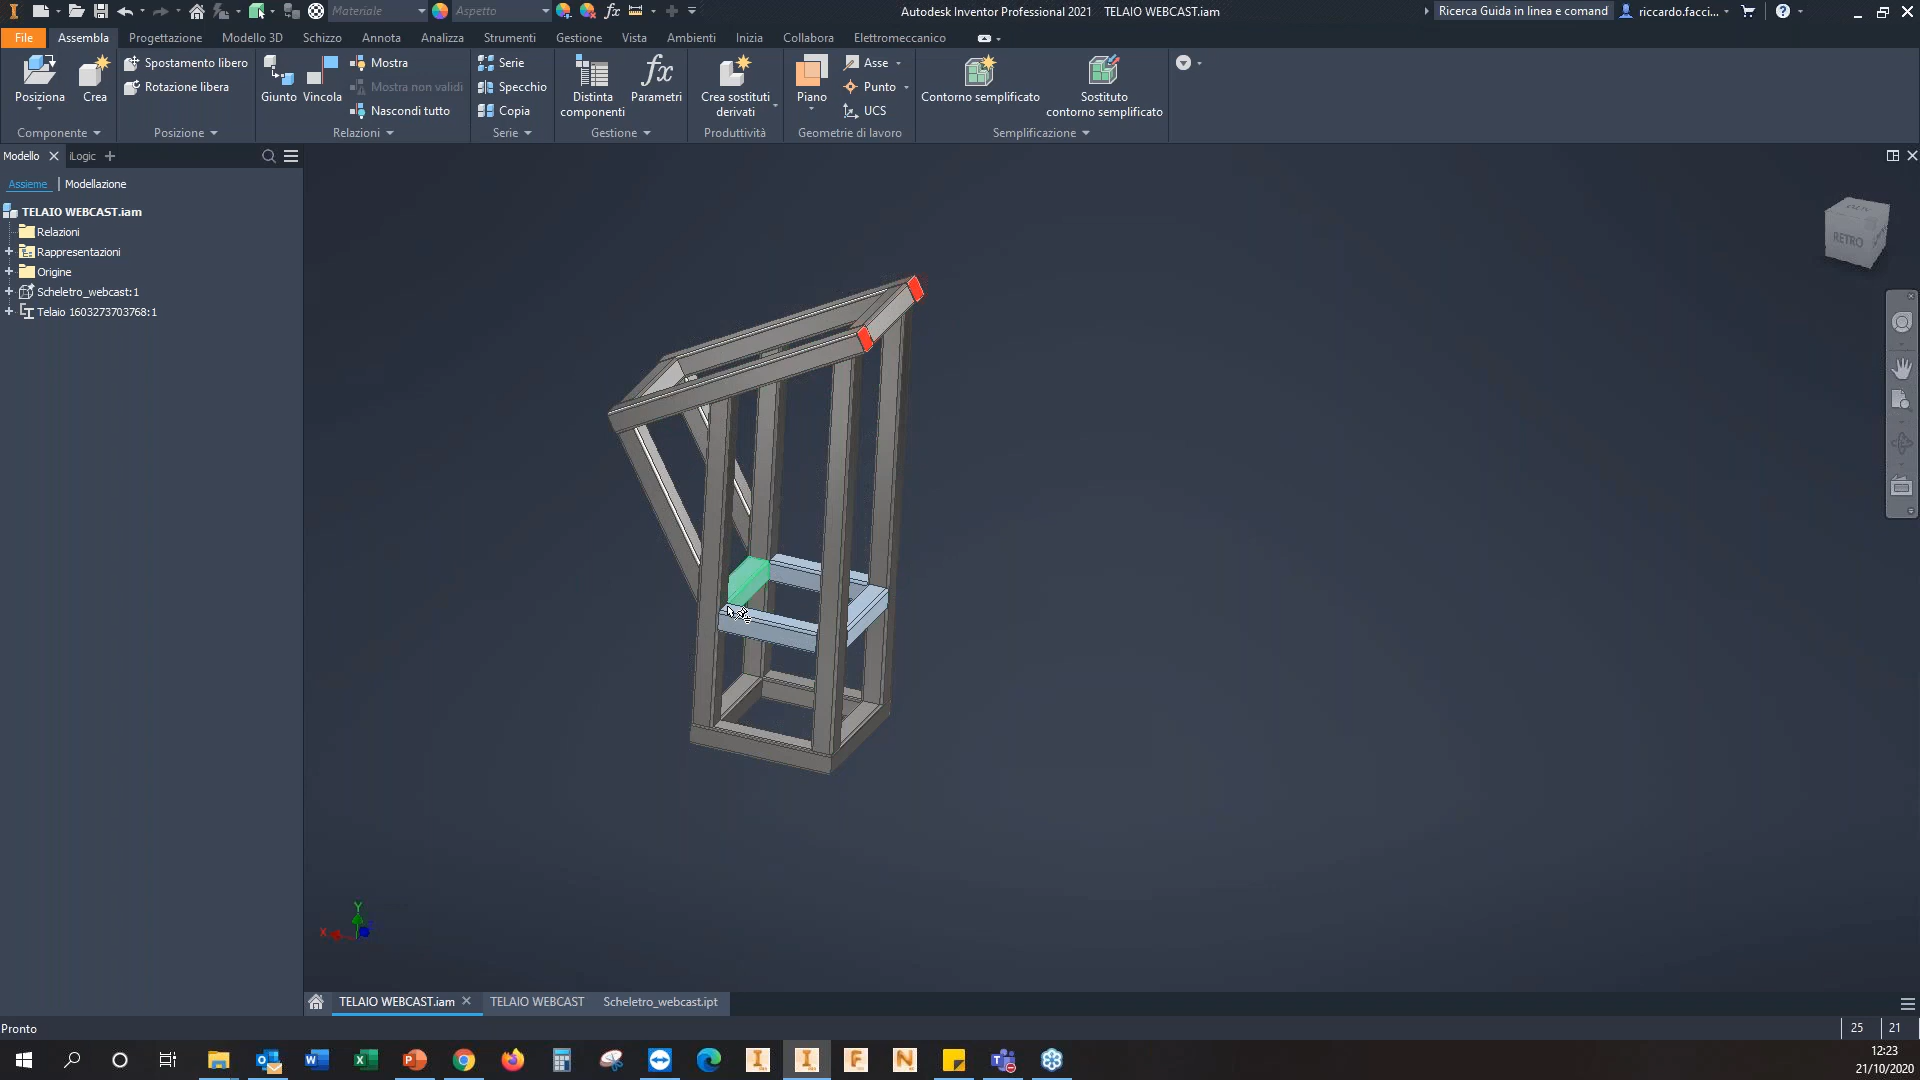 Materiale
Aspetto
Autodesk Inventor Professional 2021 TELAIO WEBCAST.iam
Ricerca Guida in linea e comand
riccardo.facci...
File Assembla Progettazione Modello 3D Schizzo Annota Analizza Strumenti Gestione Vista Ambienti Inizia Collabora Elettromeccanico
Posiziona
Crea
Componente
Spostamento libero
Rotazione libera
Posizione
Giunto
Vincola
Mostra
Mostra non validi
Nascondi tutto
Relazioni
Serie
Specchio
Copia
Serie
Distinta
componenti
Parametri
Gestione
Crea sostituti
derivati
Produttività
Piano
Asse
Punto
UCS
Geometrie di lavoro
Contorno semplificato
Sostituto
contorno semplificato
Semplificazione
Modello iLogic
Assieme Modellazione
TELAIO WEBCAST.iam
Relazioni
Rappresentazioni
Origine
Scheletro_webcast:1
Telaio 1603273703768:1
RETRO
Y
X
TELAIO WEBCAST.iam TELAIO WEBCAST Scheletro_webcast.ipt
Pronto
25 21
12:23
21/10/2020